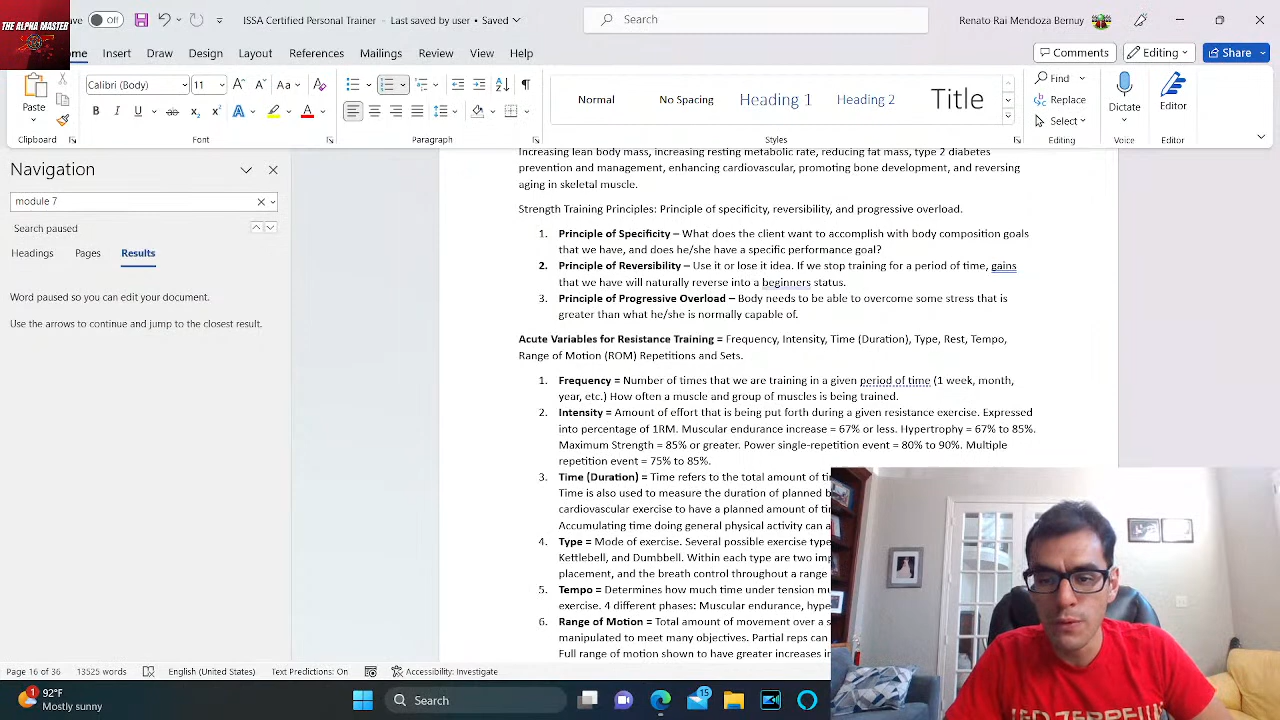 THE ALPHA MASTER
Off
ISSA Certified Personal Trainer
Last saved by user • Saved
Search
Renato Rai Mendoza Bernuy
Insert
Draw
Design
Layout
References
Mailings
Review
View
Help
Comments
Editing
Share
Paste
Calibri (Body)
11
Normal
No Spacing
Heading 1
Heading 2
Title
Find
Replace
Select
Dictate
Editor
Clipboard
Font
Paragraph
Styles
Editing
Voice
Editor
Navigation
module 7
Search paused
Headings
Pages
Results
Word paused so you can edit your document.
Use the arrows to continue and jump to the closest result.
Increasing lean body mass, increasing resting metabolic rate, reducing fat mass, type 2 diabetes
prevention and management, enhancing cardiovascular, promoting bone development, and reversing
aging in skeletal muscle.
Strength Training Principles: Principle of specificity, reversibility, and progressive overload.
1. Principle of Specificity – What does the client want to accomplish with body composition goals
that we have, and does he/she have a specific performance goal?
2. Principle of Reversibility – Use it or lose it idea. If we stop training for a period of time, gains
that we have will naturally reverse into a beginners status.
3. Principle of Progressive Overload – Body needs to be able to overcome some stress that is
greater than what he/she is normally capable of.
Acute Variables for Resistance Training = Frequency, Intensity, Time (Duration), Type, Rest, Tempo,
Range of Motion (ROM) Repetitions and Sets.
1. Frequency = Number of times that we are training in a given period of time (1 week, month,
year, etc.) How often a muscle and group of muscles is being trained.
2. Intensity = Amount of effort that is being put forth during a given resistance exercise. Expressed
into percentage of 1RM. Muscular endurance increase = 67% or less. Hypertrophy = 67% to 85%.
Maximum Strength = 85% or greater. Power single-repetition event = 80% to 90%. Multiple
repetition event = 75% to 85%.
3. Time (Duration) = Time refers to the total amount of
Time is also used to measure the duration of planned
cardiovascular exercise to have a planned amount of
Accumulating time doing general physical activity can
4. Type = Mode of exercise. Several possible exercise
Kettlebell, and Dumbbell. Within each type are two
placement, and the breath control throughout a range
5. Tempo = Determines how much time under tension
exercise. 4 different phases: Muscular endurance,
6. Range of Motion = Total amount of movement over a
manipulated to meet many objectives. Partial reps can
Full range of motion shown to have greater increases
Page 16 of 36
13525 words
English (United States)
Text Predictions: On
Accessibility: Investigate
1
92°F
Mostly sunny
Search
15
LED ZEPPELIN